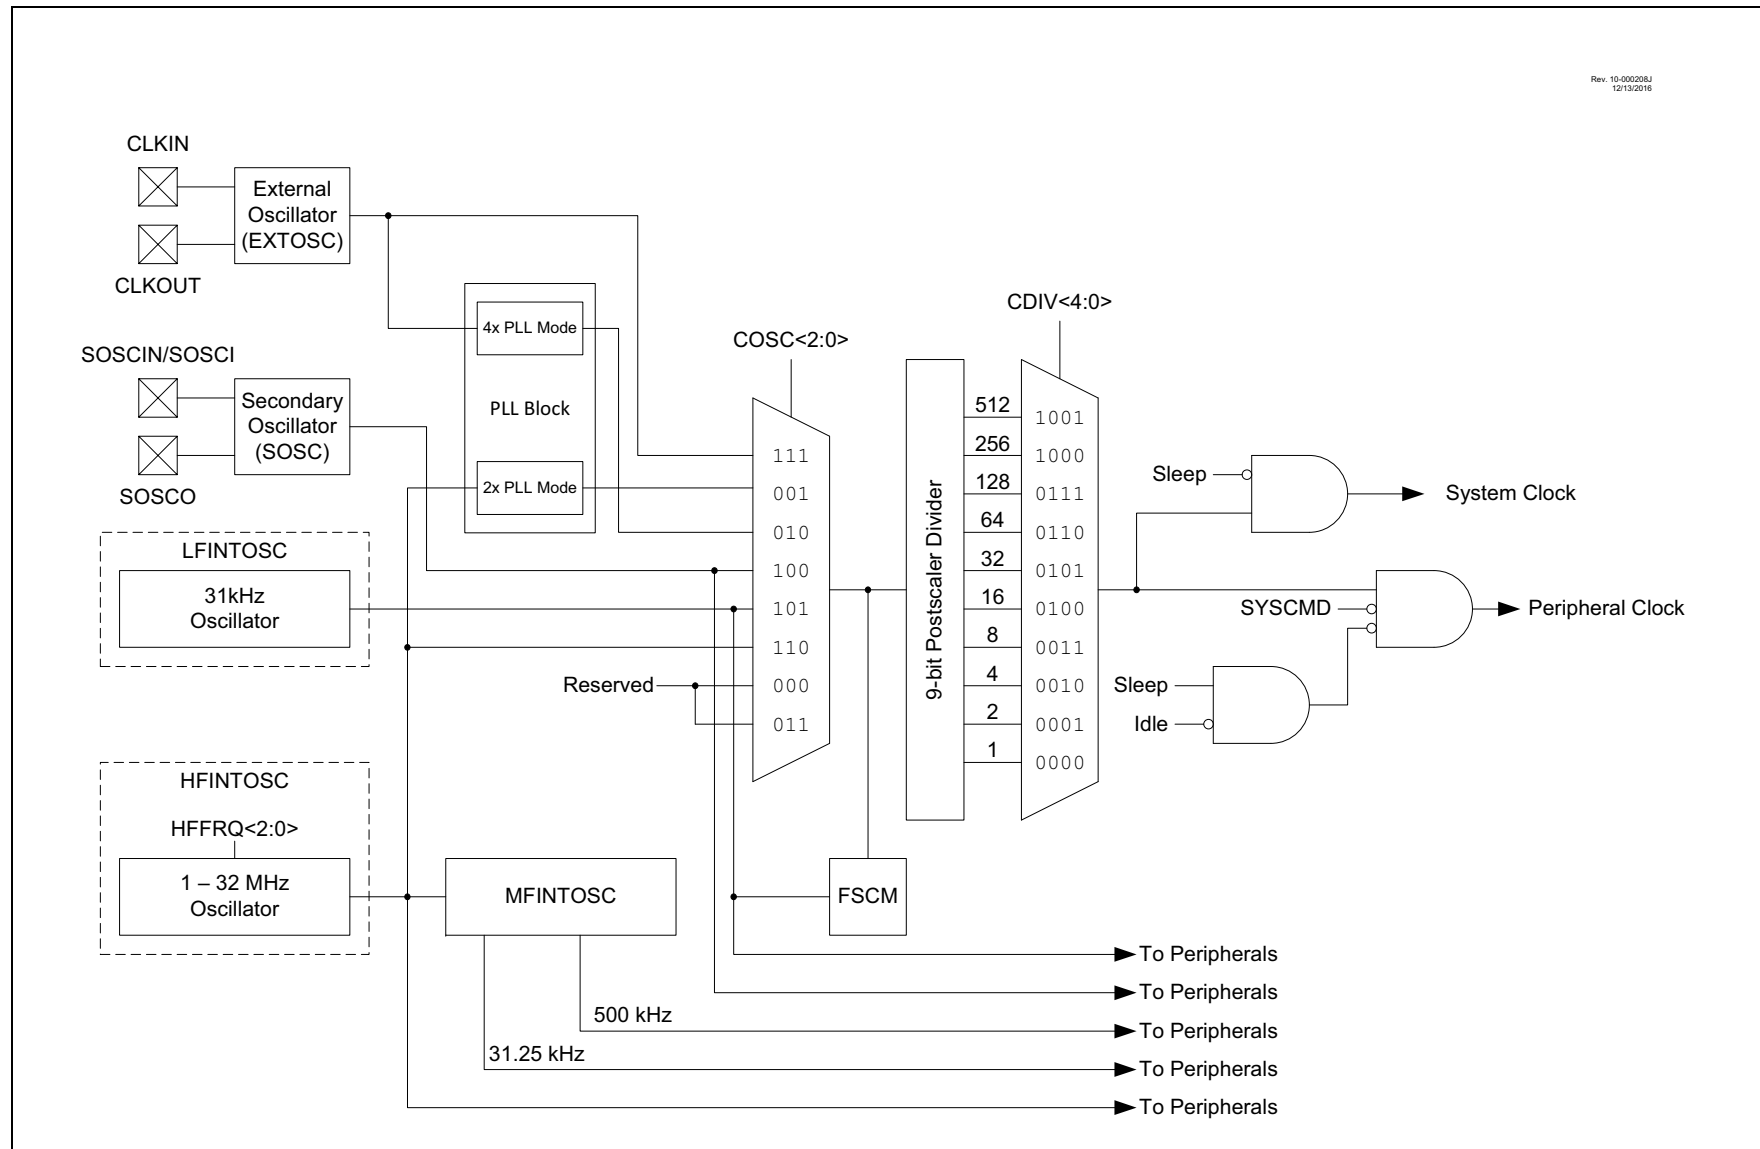 Rev. 10-000208J
12/13/2016
CLKIN
External
Oscillator
(EXTOSC)
CLKOUT
4x PLL Mode
PLL Block
2x PLL Mode
SOSCIN/SOSCI
Secondary
Oscillator
(SOSC)
SOSCO
LFINTOSC
31kHz
Oscillator
HFINTOSC
HFFRQ<2:0>
1 – 32 MHz
Oscillator
MFINTOSC
Reserved
COSC<2:0>
111
001
010
100
101
110
000
011
FSCM
9-bit Postscaler Divider
CDIV<4:0>
512 1001
256 1000
128 0111
64 0110
32 0101
16 0100
8 0011
4 0010
2 0001
1 0000
Sleep
System Clock
SYSCMD
Peripheral Clock
Sleep
Idle
To Peripherals
To Peripherals
500 kHz
To Peripherals
31.25 kHz
To Peripherals
To Peripherals